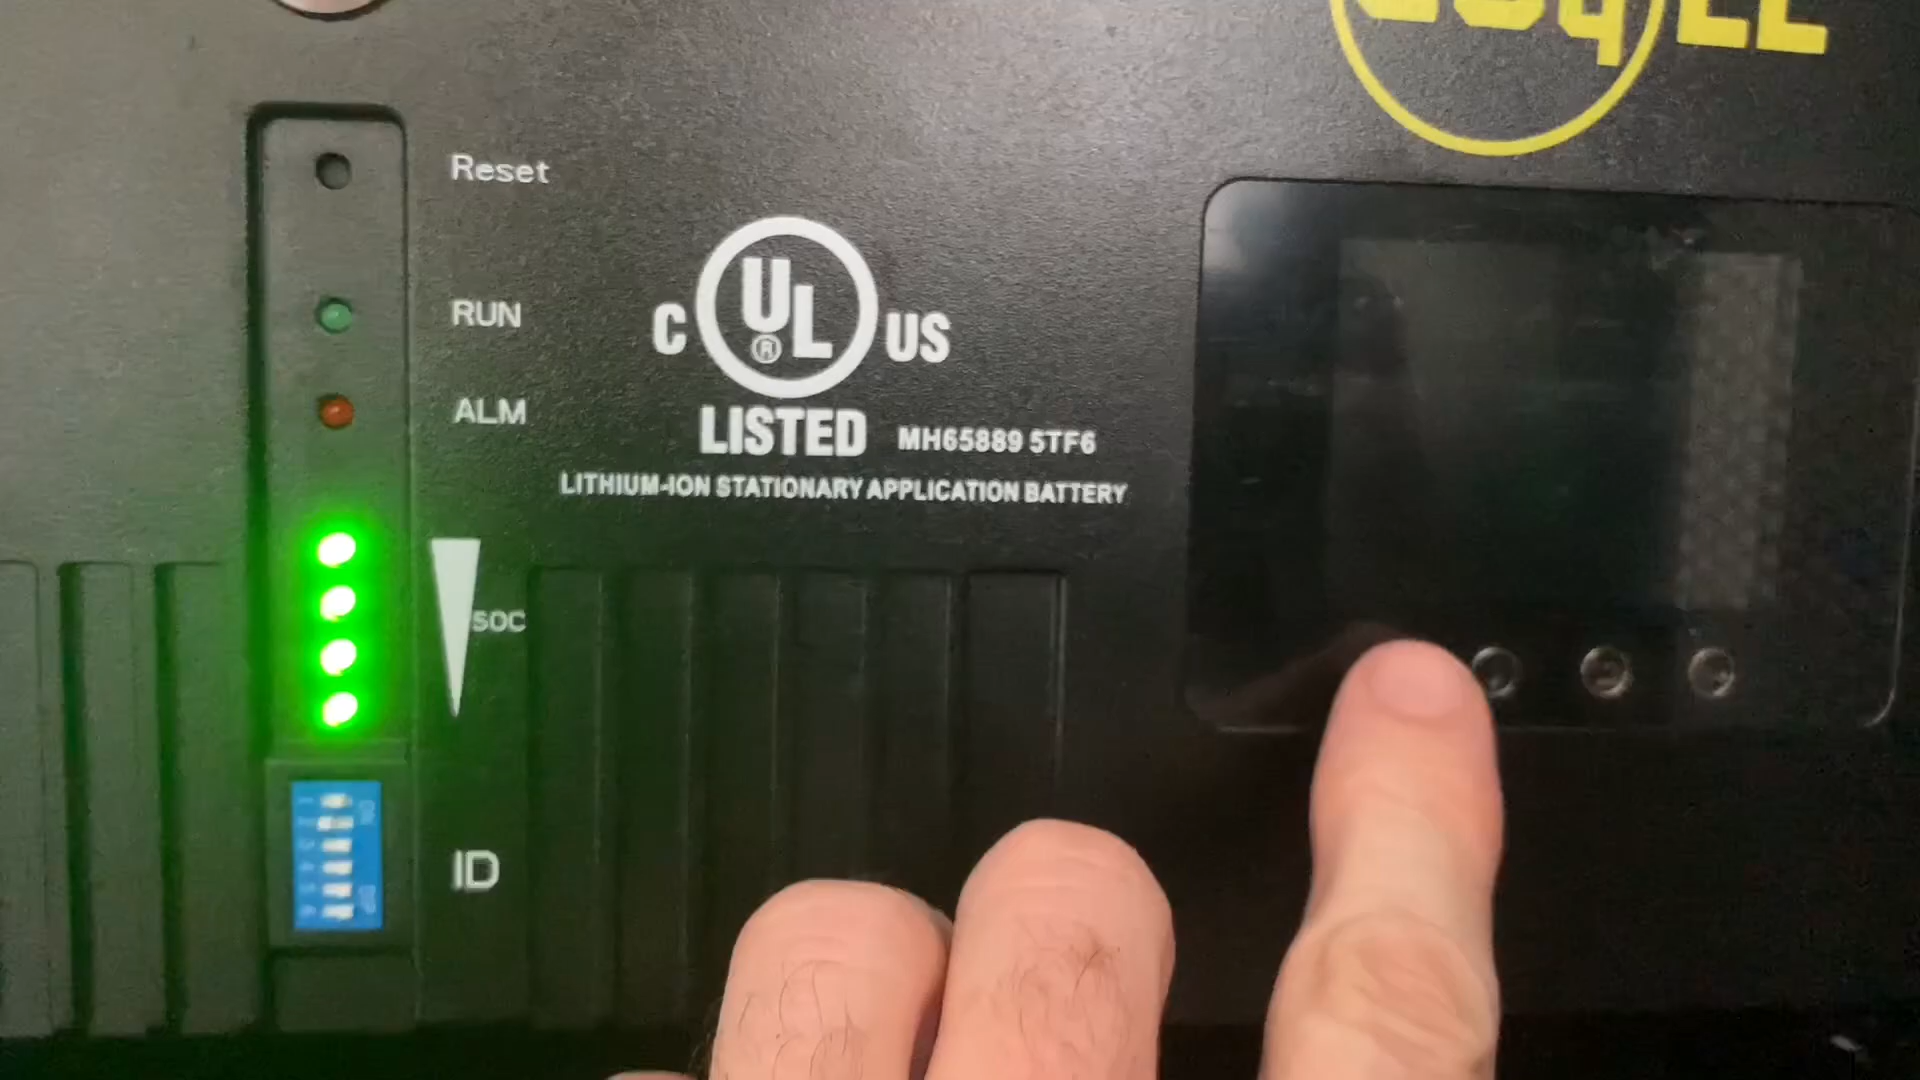 Reset
RUN
ALM
C UL US
®
LISTED MH65889 5TF6
LITHIUM-ION STATIONARY APPLICATION BATTERY
SOC
ID